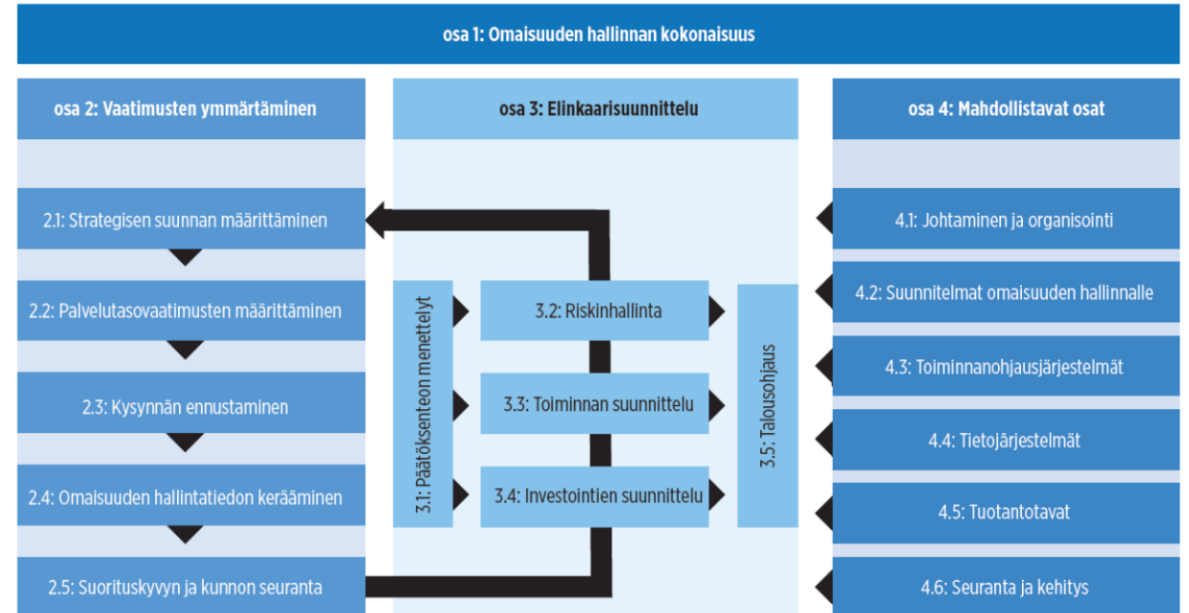 osa 1: Omaisuuden hallinnan kokonaisuus
osa 2: Vaatimusten ymmärtäminen
2.1: Strategisen suunnan määrittäminen
2.2: Palvelutasovaatimusten määrittäminen
2.3: Kysynnän ennustaminen
2.4: Omaisuuden hallintatiedon kerääminen
2.5: Suorituskyvyn ja kunnon seuranta
osa 3: Elinkaarisuunnittelu
3.1: Päätöksenteon menettelyt
3.2: Riskinhallinta
3.3: Toiminnan suunnittelu
3.4: Investointien suunnittelu
3.5: Talousohjaus
osa 4: Mahdollistavat osat
4.1: Johtaminen ja organisointi
4.2: Suunnitelmat omaisuuden hallinnalle
4.3: Toiminnanohjausjärjestelmät
4.4: Tietojärjestelmät
4.5: Tuotantotavat
4.6: Seuranta ja kehitys